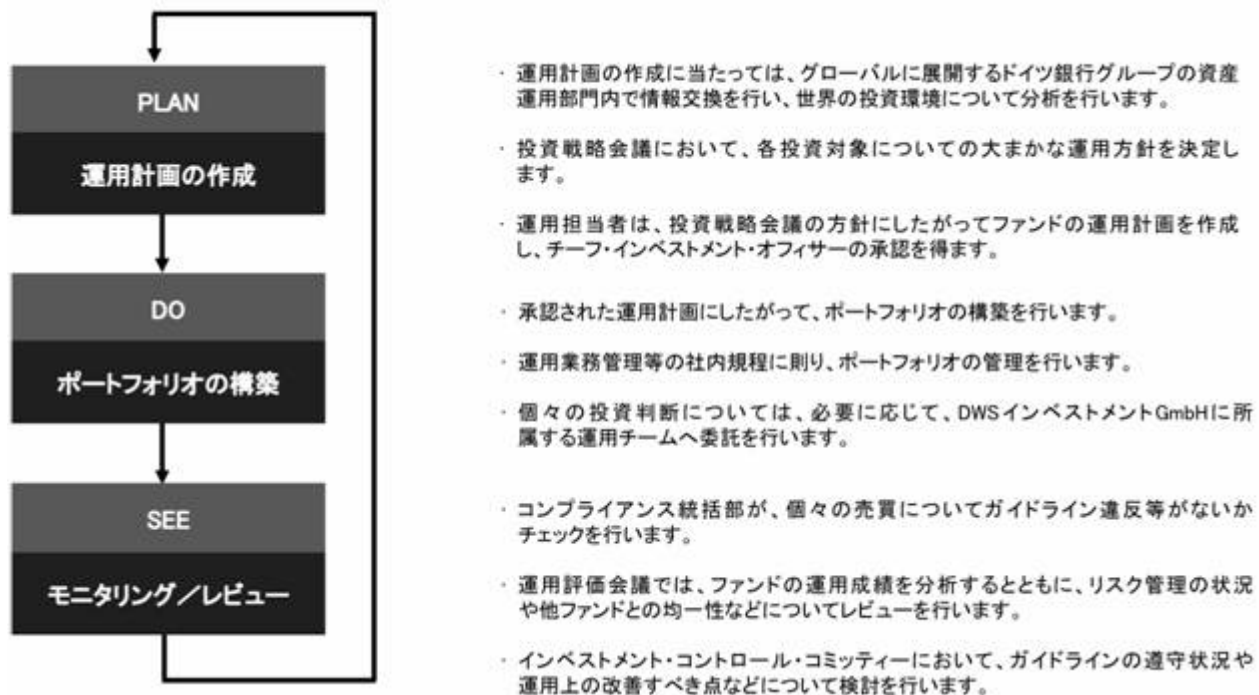 PLAN
運用計画の作成
・ 運用計画の作成に当たっては、グローバルに展開するドイツ銀行グループの資産
運用部門内で情報交換を行い、世界の投資環境について分析を行います。
・ 投資戦略会議において、各投資対象についての大まかな運用方針を決定し
ます。
・ 運用担当者は、投資戦略会議の方針にしたがってファンドの運用計画を作成
し、チーフ・インベストメント・オフィサーの承認を得ます。
DO
ポートフォリオの構築
・ 承認された運用計画にしたがって、ポートフォリオの構築を行います。
・ 運用業務管理等の社内規程に則り、ポートフォリオの管理を行います。
・ 個々の投資判断については、必要に応じて、DWSインベストメントGmbHに所
属する運用チームへ委託を行います。
SEE
モニタリング／レビュー
・ コンプライアンス統括部が、個々の売買についてガイドライン違反等がないか
チェックを行います。
・ 運用評価会議では、ファンドの運用成績を分析するとともに、リスク管理の状況
や他ファンドとの均一性などについてレビューを行います。
・ インベストメント・コントロール・コミッティーにおいて、ガイドラインの遵守状況や
運用上の改善すべき点などについて検討を行います。